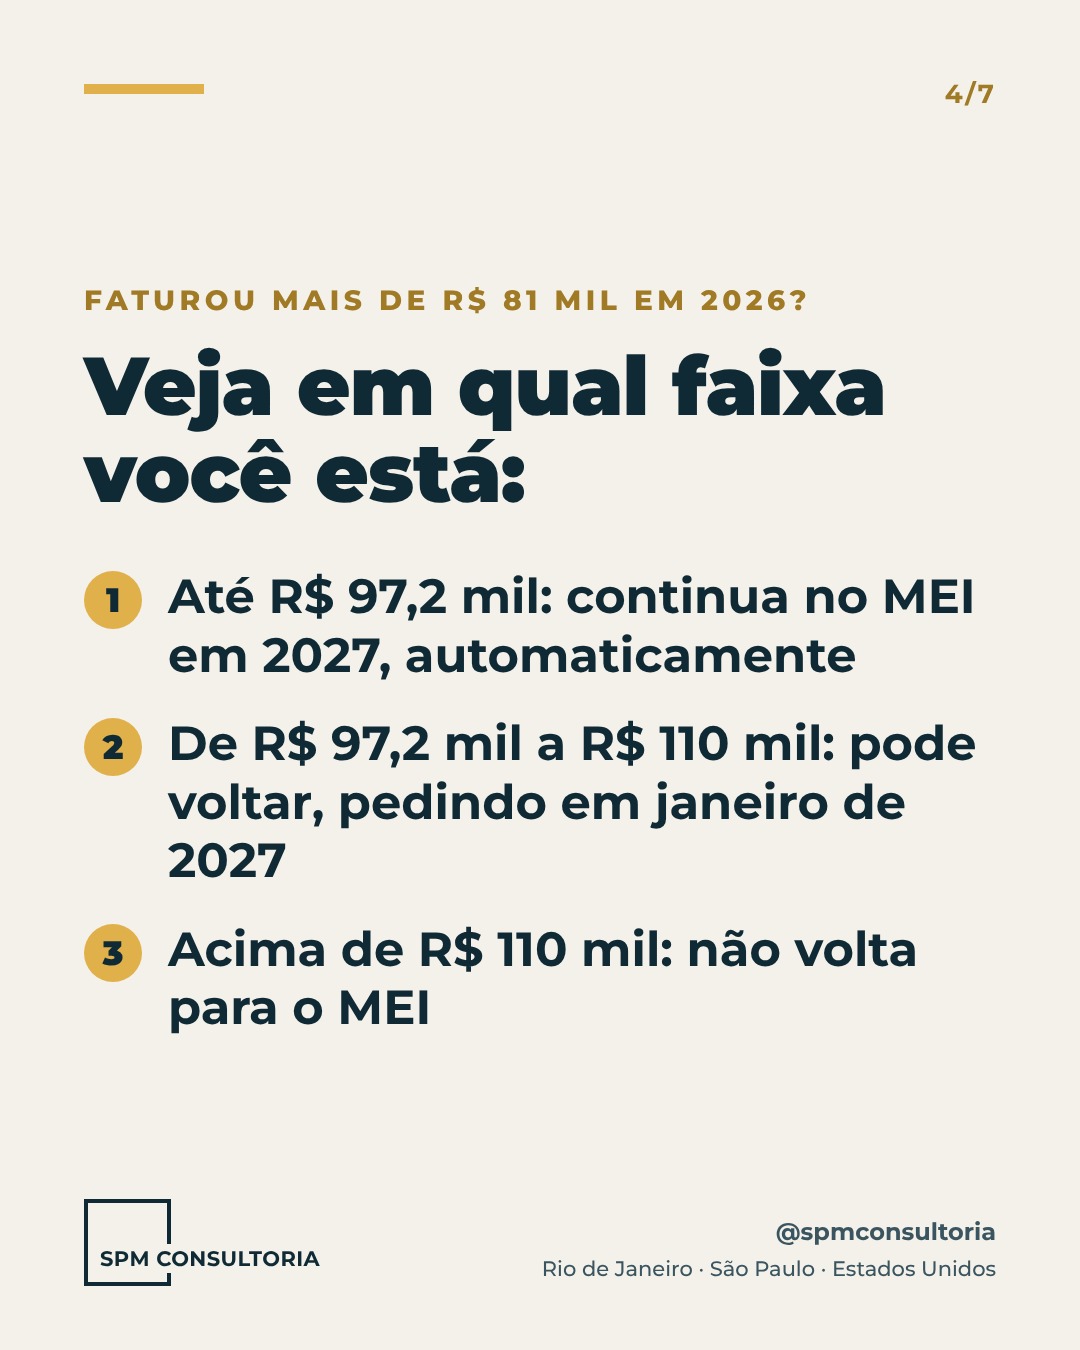 4/7
FATUROU MAIS DE R$ 81 MIL EM 2026?
Veja em qual faixa
você está:
1 Até R$ 97,2 mil: continua no MEI
em 2027, automaticamente
2 De R$ 97,2 mil a R$ 110 mil: pode
voltar, pedindo em janeiro de
2027
3 Acima de R$ 110 mil: não volta
para o MEI
SPM CONSULTORIA
@spmconsultoria
Rio de Janeiro · São Paulo · Estados Unidos